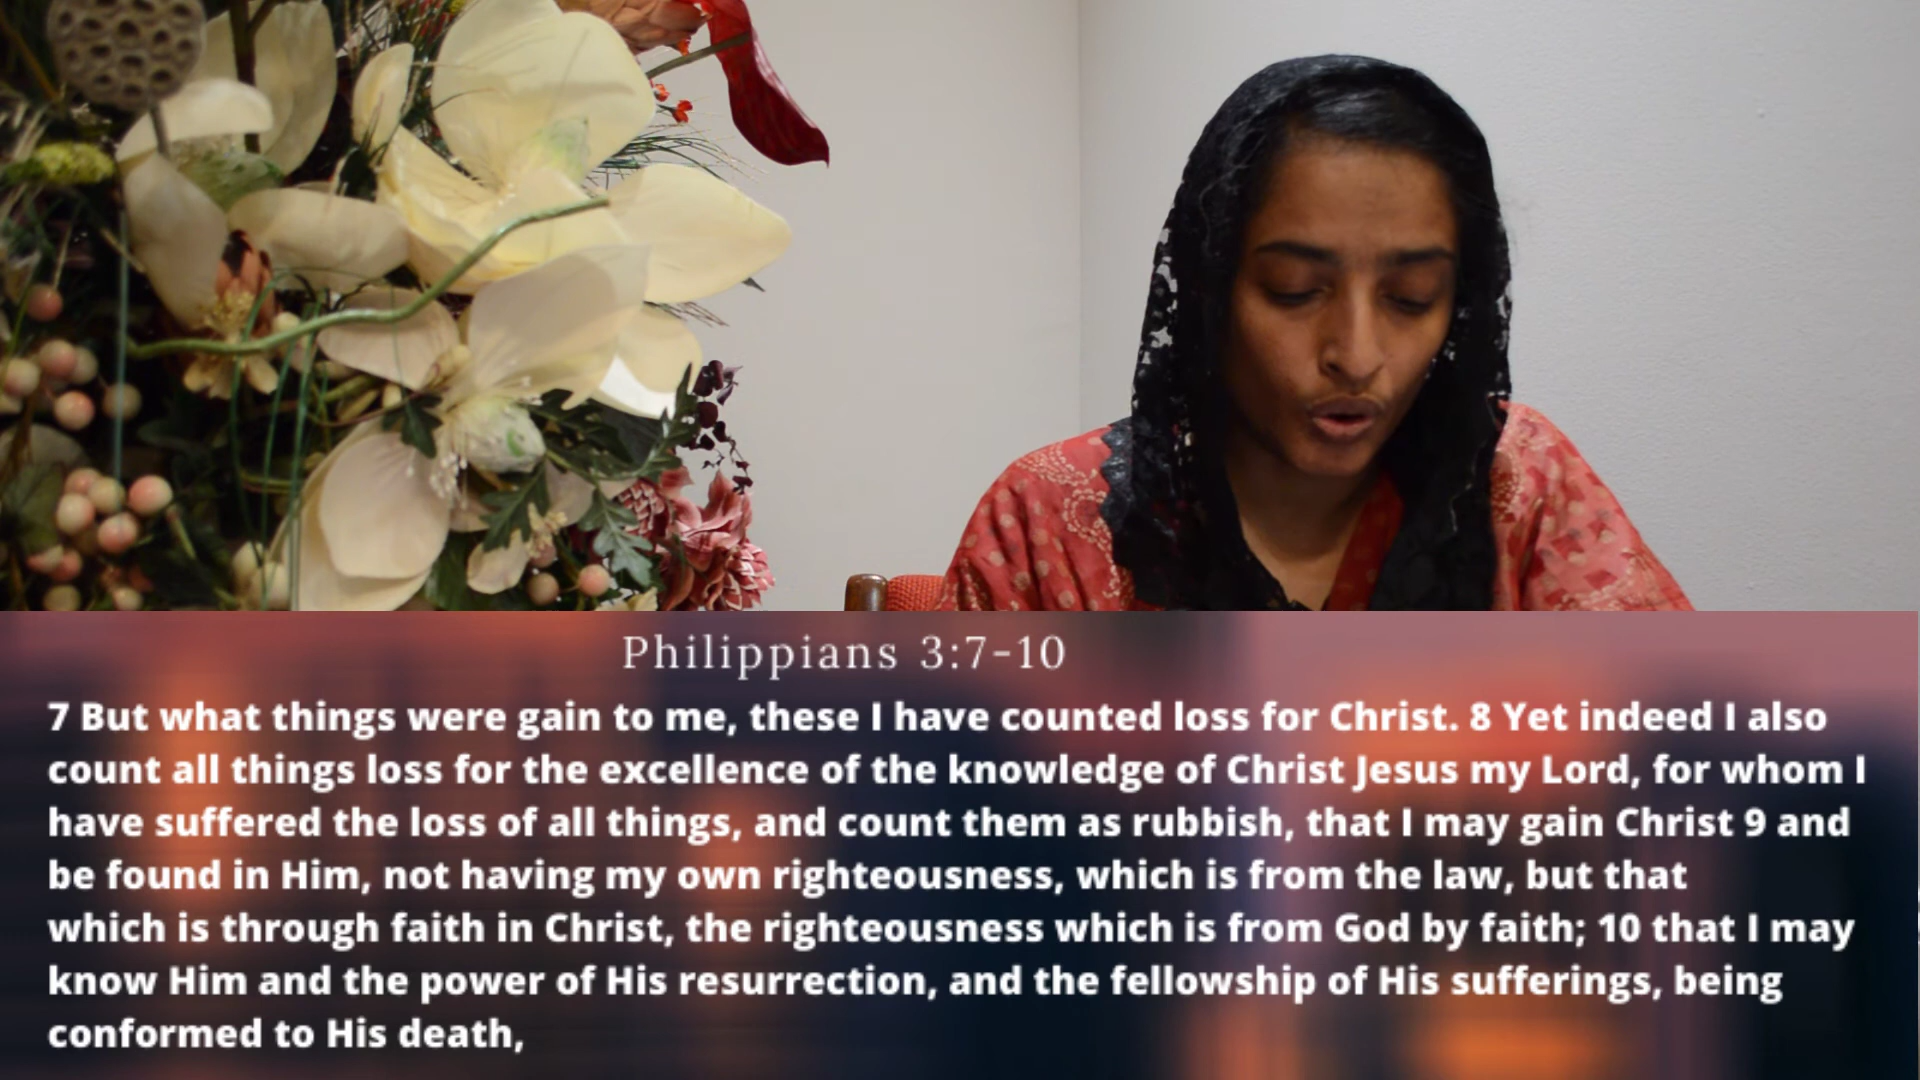 Philippians 3:7-10
7 But what things were gain to me, these I have counted loss for Christ. 8 Yet indeed I also
count all things loss for the excellence of the knowledge of Christ Jesus my Lord, for whom I
have suffered the loss of all things, and count them as rubbish, that I may gain Christ 9 and
be found in Him, not having my own righteousness, which is from the law, but that
which is through faith in Christ, the righteousness which is from God by faith; 10 that I may
know Him and the power of His resurrection, and the fellowship of His sufferings, being
conformed to His death,